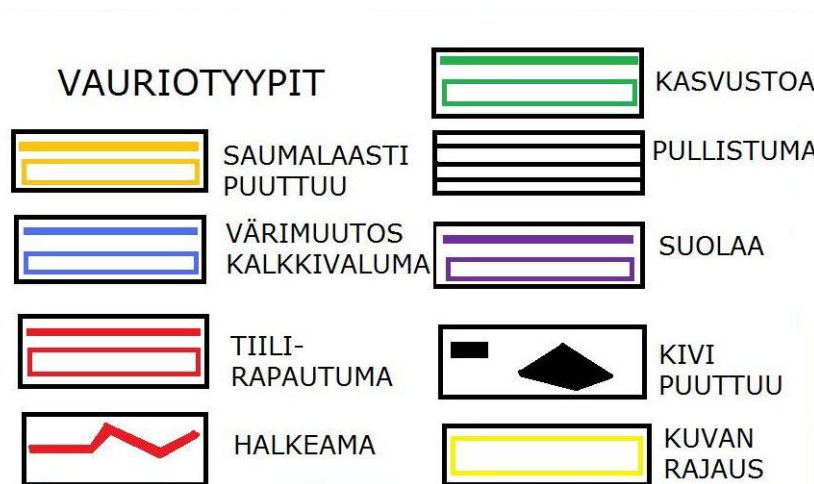 VAURIOTYYPIT
SAUMALAASTI
PUUTTUU
VÄRIMUUTOS
KALKKIVALUMA
TIILI-
RAPAUTUMA
HALKEAMA
KASVUSTOA
PULLISTUMA
SUOLAA
KIVI
PUUTTUU
KUVAN
RAJAUS